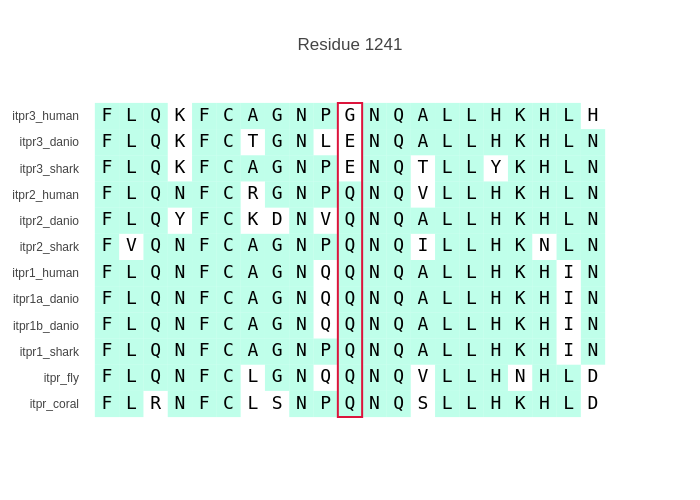 Residue 1241
itpr3_human F L Q K F C A G N P G N Q A L L H K H L H
itpr3_danio F L Q K F C T G N L E N Q A L L H K H L N
itpr3_shark F L Q K F C A G N P E N Q T L L Y K H L N
itpr2_human F L Q N F C R G N P Q N Q V L L H K H L N
itpr2_danio F L Q Y F C K D N V Q N Q A L L H K H L N
itpr2_shark F V Q N F C A G N P Q N Q I L L H K N L N
itpr1_human F L Q N F C A G N Q Q N Q A L L H K H I N
itpr1a_danio F L Q N F C A G N Q Q N Q A L L H K H I N
itpr1b_danio F L Q N F C A G N Q Q N Q A L L H K H I N
itpr1_shark F L Q N F C A G N P Q N Q A L L H K H I N
itpr_fly F L Q N F C L G N Q Q N Q V L L H N H L D
itpr_coral F L R N F C L S N P Q N Q S L L H K H L D